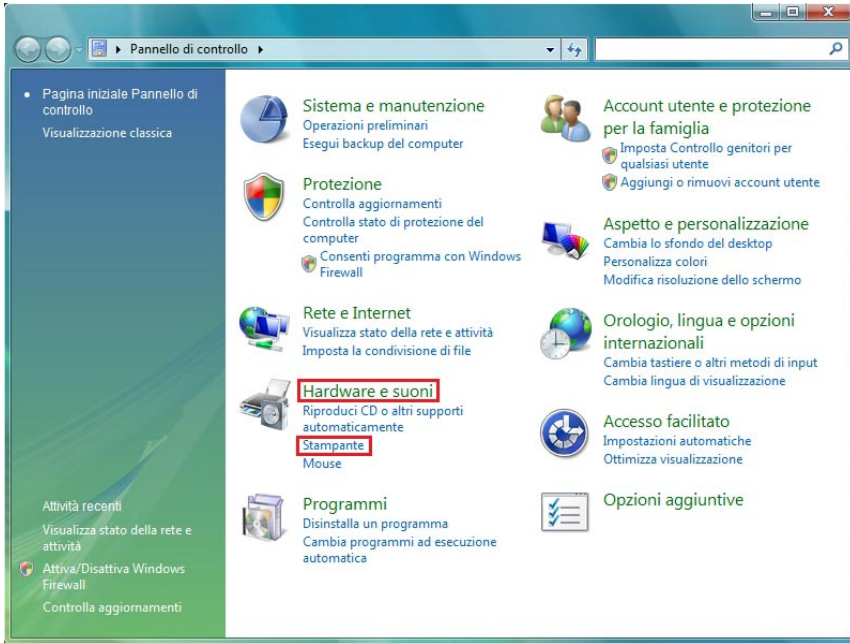 Pannello di controllo
Pagina iniziale Pannello di
controllo
Visualizzazione classica
Sistema e manutenzione
Operazioni preliminari
Esegui backup del computer
Protezione
Controlla aggiornamenti
Controlla stato di protezione del
computer
Consenti programma con Windows
Firewall
Rete e Internet
Visualizza stato della rete e attività
Imposta la condivisione di file
Hardware e suoni
Riproduci CD o altri supporti
automaticamente
Stampante
Mouse
Programmi
Disinstalla un programma
Cambia programmi ad esecuzione
automatica
Account utente e protezione
per la famiglia
Imposta Controllo genitori per
qualsiasi utente
Aggiungi o rimuovi account utente
Aspetto e personalizzazione
Cambia lo sfondo del desktop
Personalizza colori
Modifica risoluzione dello schermo
Orologio, lingua e opzioni
internazionali
Cambia tastiere o altri metodi di input
Cambia lingua di visualizzazione
Accesso facilitato
Impostazioni automatiche
Ottimizza visualizzazione
Opzioni aggiuntive
Attività recenti
Visualizza stato della rete e
attività
Attiva/Disattiva Windows
Firewall
Controlla aggiornamenti